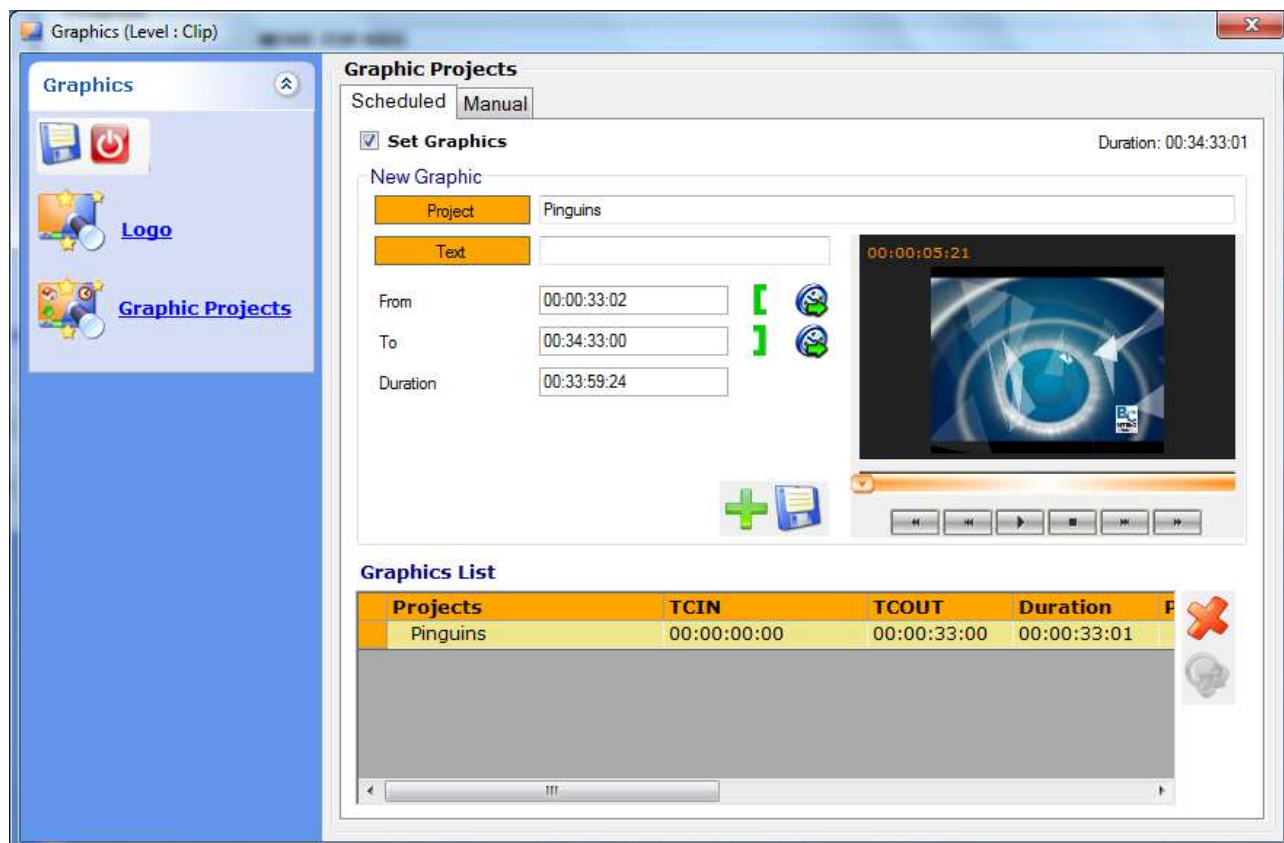 Graphics (Level : Clip)
Graphics
Logo
Graphic Projects
Graphic Projects
Scheduled Manual
Set Graphics Duration: 00:34:33:01
New Graphic
Project Pinguins
Text
00:00:05:21
From 00:00:33:02
To 00:34:33:00
Duration 00:33:59:24
Graphics List
Projects TCIN TCOUT Duration P
Pinguins 00:00:00:00 00:00:33:00 00:00:33:01